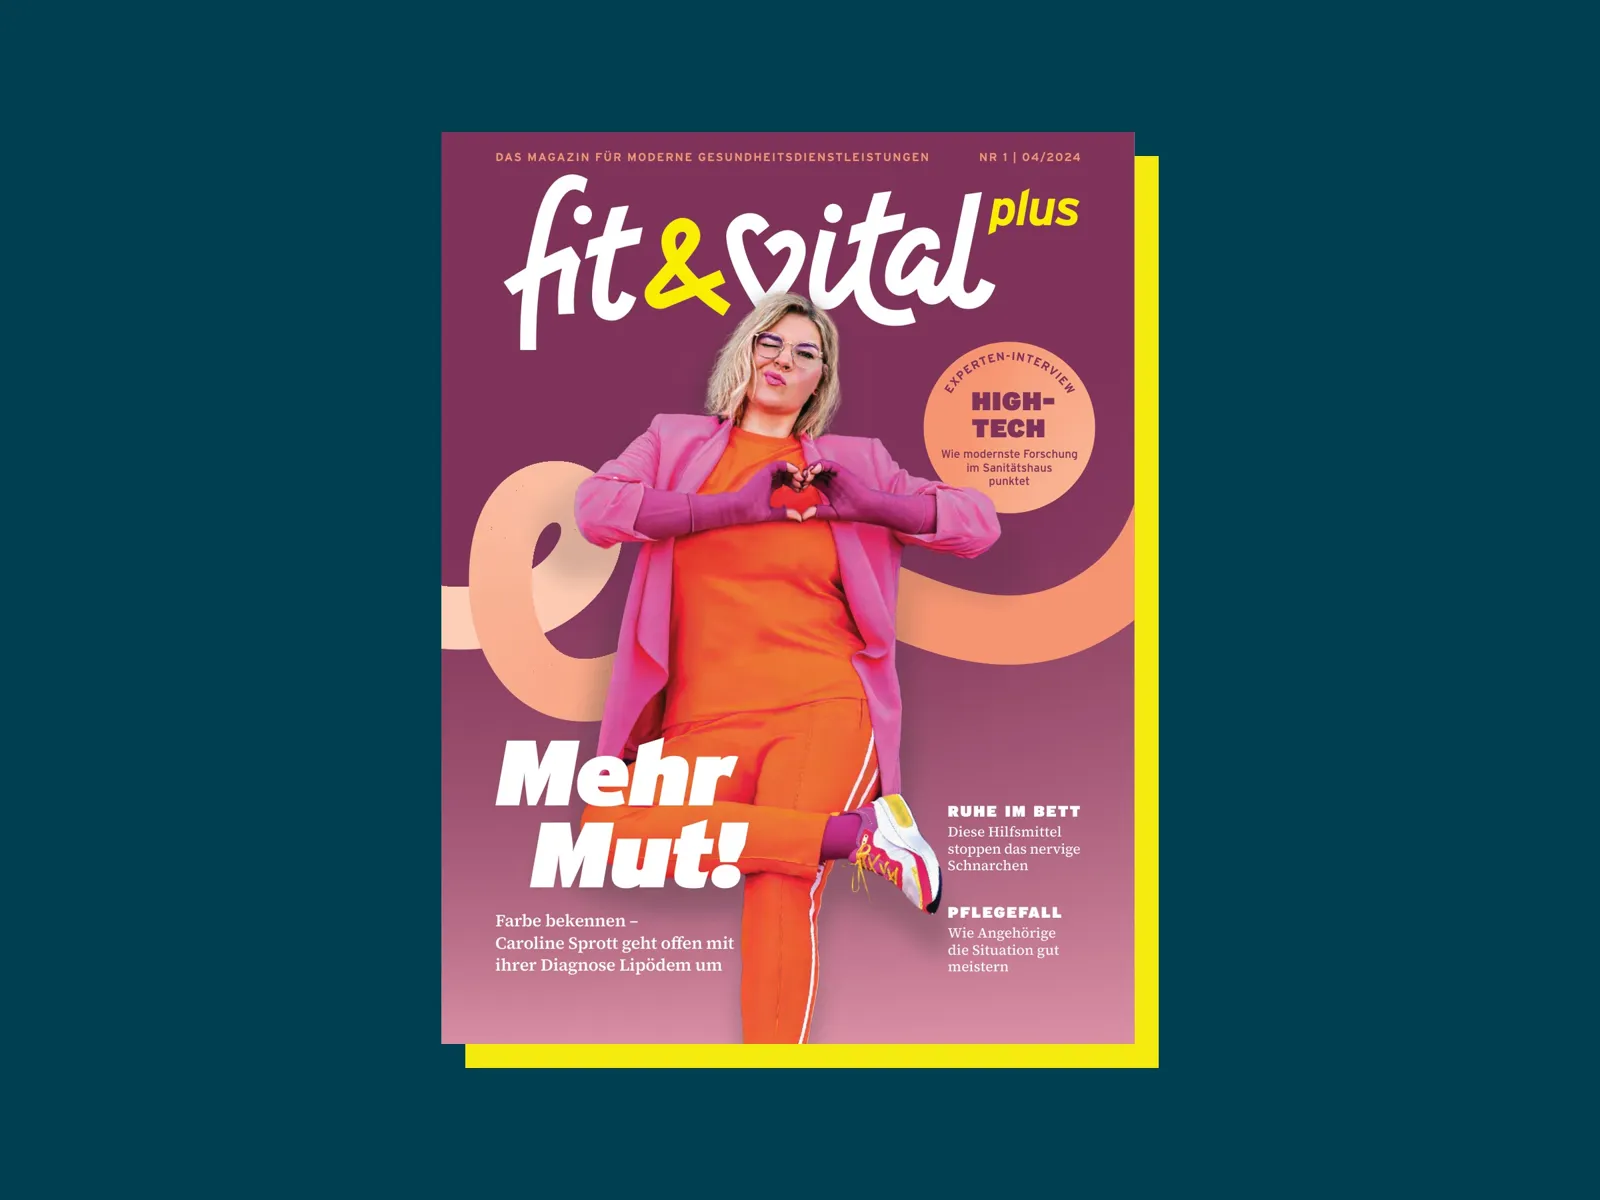 DAS MAGAZIN FÜR MODERNE GESUNDHEITSDIENSTLEISTUNGEN
NR 1 | 04/2024
fit&vital plus
EXPERTEN-INTERVIEW
HIGH-
TECH
Wie modernste Forschung
im Sanitätshaus
punktet
Mehr
Mut!
Farbe bekennen –
Caroline Sprott geht offen mit
ihrer Diagnose Lipödem um
RUHE IM BETT
Diese Hilfsmittel
stoppen das nervige
Schnarchen
PFLEGEFALL
Wie Angehörige
die Situation gut
meistern